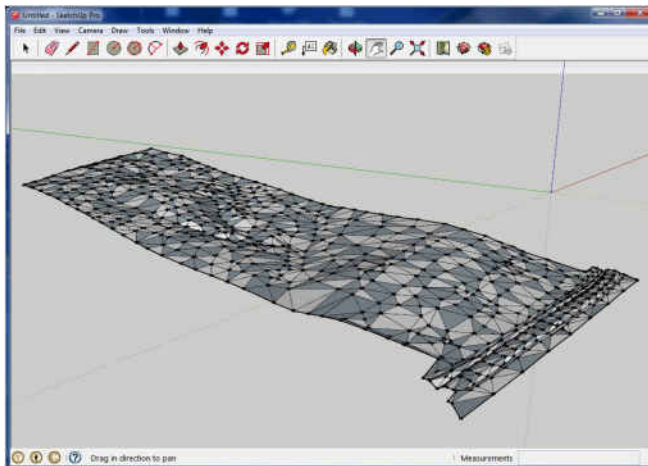 Untitled - SketchUp Pro
File Edit View Camera Draw Tools Window Help
Drag in direction to pan
Measurements